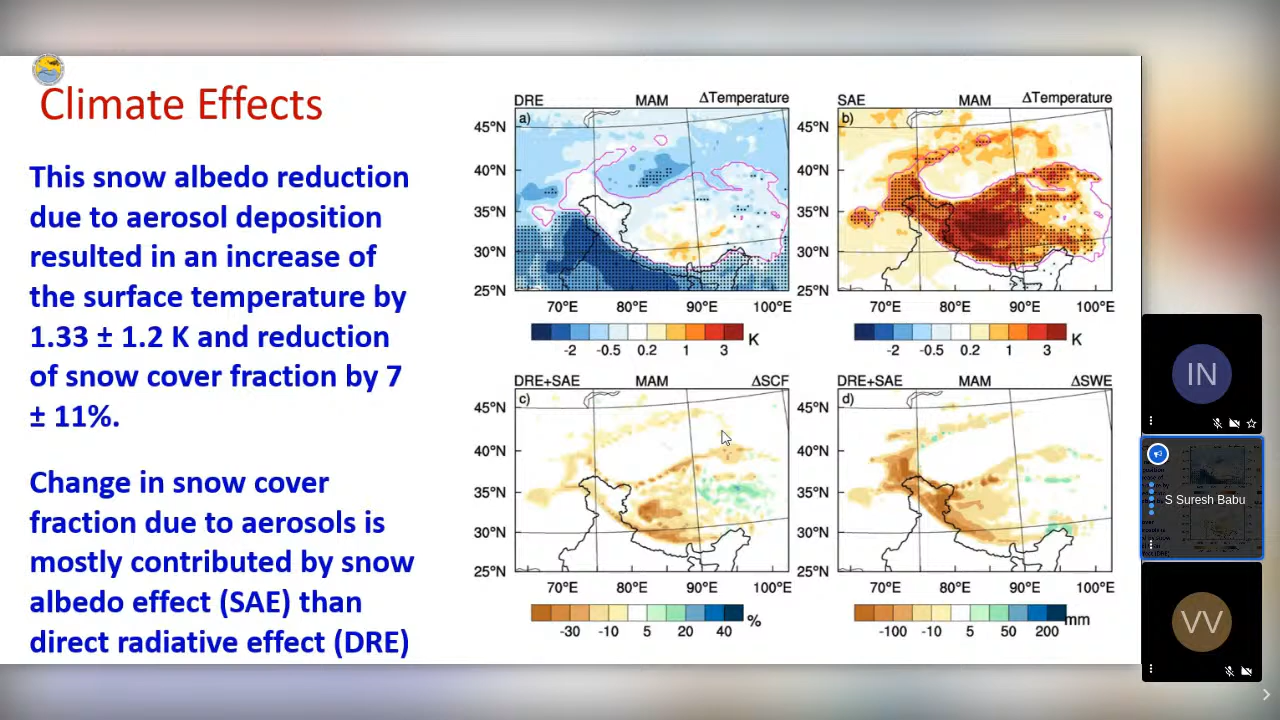 Climate Effects
This snow albedo reduction
due to aerosol deposition
resulted in an increase of
the surface temperature by
1.33 ± 1.2 K and reduction
of snow cover fraction by 7
± 11%.
Change in snow cover
fraction due to aerosols is
mostly contributed by snow
albedo effect (SAE) than
direct radiative effect (DRE)
DRE MAM ΔTemperature
a)
45°N
40°N
35°N
30°N
25°N
70°E 80°E 90°E 100°E
-2 -0.5 0.2 1 3 K
SAE MAM ΔTemperature
b)
45°N
40°N
35°N
30°N
25°N
70°E 80°E 90°E 100°E
-2 -0.5 0.2 1 3 K
DRE+SAE MAM ΔSCF
c)
45°N
40°N
35°N
30°N
25°N
70°E 80°E 90°E 100°E
-30 -10 5 20 40 %
DRE+SAE MAM ΔSWE
d)
45°N
40°N
35°N
30°N
25°N
70°E 80°E 90°E 100°E
-100 -10 5 50 200 mm
IN
S Suresh Babu
VV